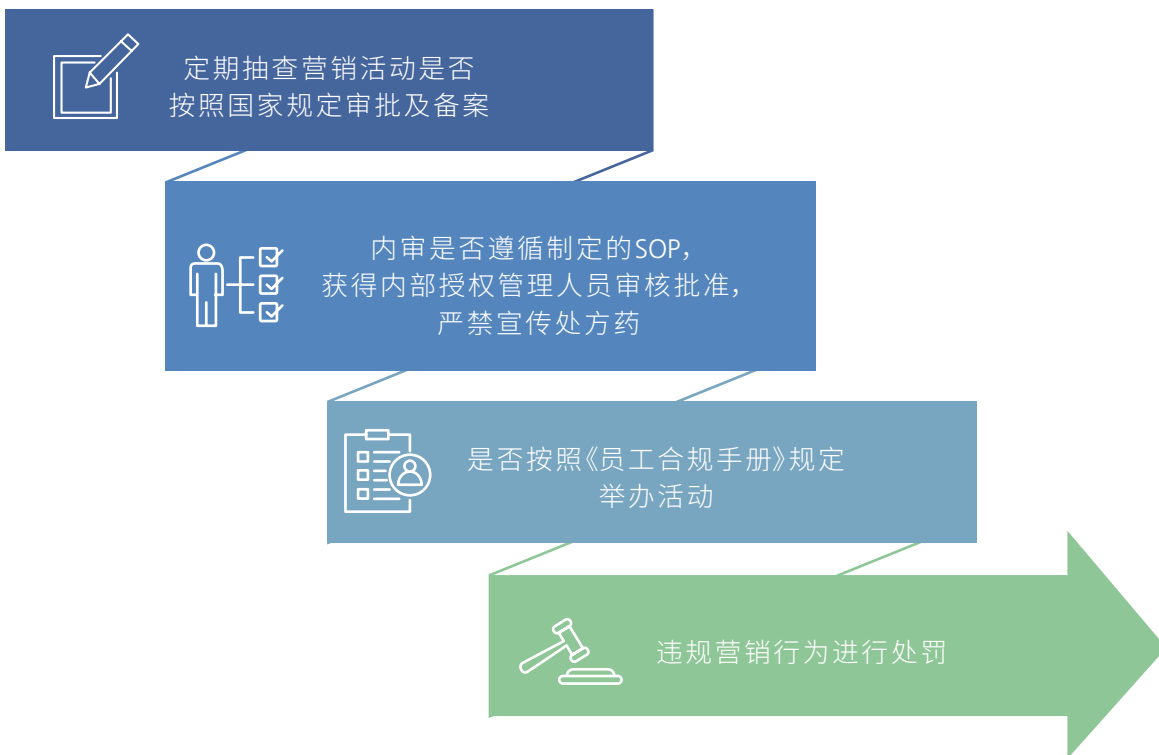 定期抽查营销活动是否
按照国家规定审批及备案
内审是否遵循制定的SOP，
获得内部授权管理人员审核批准，
严禁宣传处方药
是否按照《员工合规手册》规定
举办活动
违规营销行为进行处罚